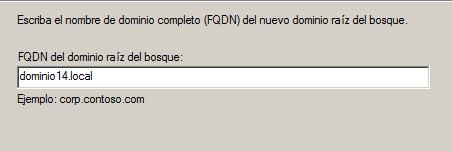 Escriba el nombre de dominio completo (FQDN) del nuevo dominio raíz del bosque.
FQDN del dominio raíz del bosque:
dominio14.local
Ejemplo: corp.contoso.com